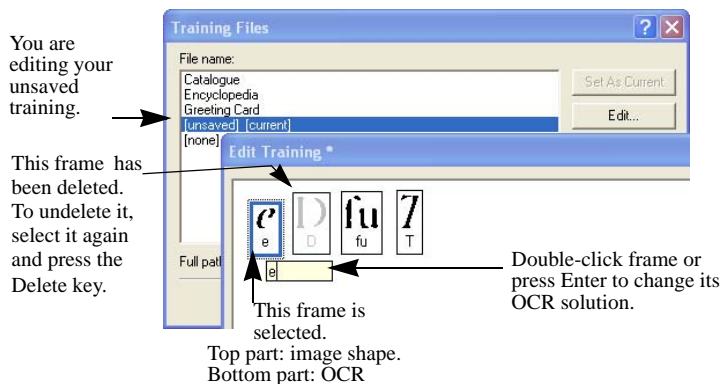 Training Files
You are
editing your
unsaved
training.
File name:
Catalogue
Encyclopedia
Greeting Card
[unsaved] [current]
[none]
Set As Current
Edit...
Edit Training *
This frame has
been deleted.
To undelete it,
select it again
and press the
Delete key.
e D fu 7
e D fu T
e
Full pat
Double-click frame or
press Enter to change its
OCR solution.
This frame is
selected.
Top part: image shape.
Bottom part: OCR